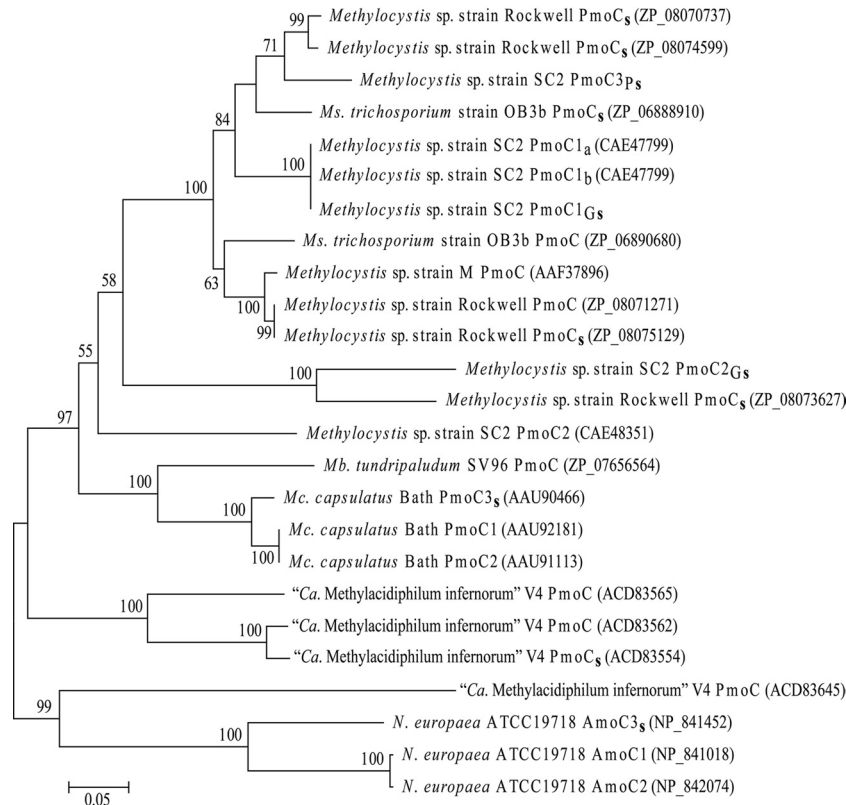 99 Methylocystis sp. strain Rockwell PmoCs (ZP_08070737)
Methylocystis sp. strain Rockwell PmoCs (ZP_08074599)
71
Methylocystis sp. strain SC2 PmoC3Ps
Ms. trichosporium strain OB3b PmoCs (ZP_06888910)
84
Methylocystis sp. strain SC2 PmoC1a (CAE47799)
100 Methylocystis sp. strain SC2 PmoC1b (CAE47799)
100
Methylocystis sp. strain SC2 PmoC1Gs
Ms. trichosporium strain OB3b PmoC (ZP_06890680)
63
Methylocystis sp. strain M PmoC (AAF37896)
58
100 Methylocystis sp. strain Rockwell PmoC (ZP_08071271)
99 Methylocystis sp. strain Rockwell PmoCs (ZP_08075129)
55
100 Methylocystis sp. strain SC2 PmoC2Gs
Methylocystis sp. strain Rockwell PmoCs (ZP_08073627)
97
Methylocystis sp. strain SC2 PmoC2 (CAE48351)
Mb. tundripaludum SV96 PmoC (ZP_07656564)
100
Mc. capsulatus Bath PmoC3s (AAU90466)
100
Mc. capsulatus Bath PmoC1 (AAU92181)
100 Mc. capsulatus Bath PmoC2 (AAU91113)
“Ca. Methylacidiphilum infernorum” V4 PmoC (ACD83565)
100
“Ca. Methylacidiphilum infernorum” V4 PmoC (ACD83562)
100
“Ca. Methylacidiphilum infernorum” V4 PmoCs (ACD83554)
“Ca. Methylacidiphilum infernorum” V4 PmoC (ACD83645)
99
N. europaea ATCC19718 AmoC3s (NP_841452)
100
100 N. europaea ATCC19718 AmoC1 (NP_841018)
N. europaea ATCC19718 AmoC2 (NP_842074)
0.05